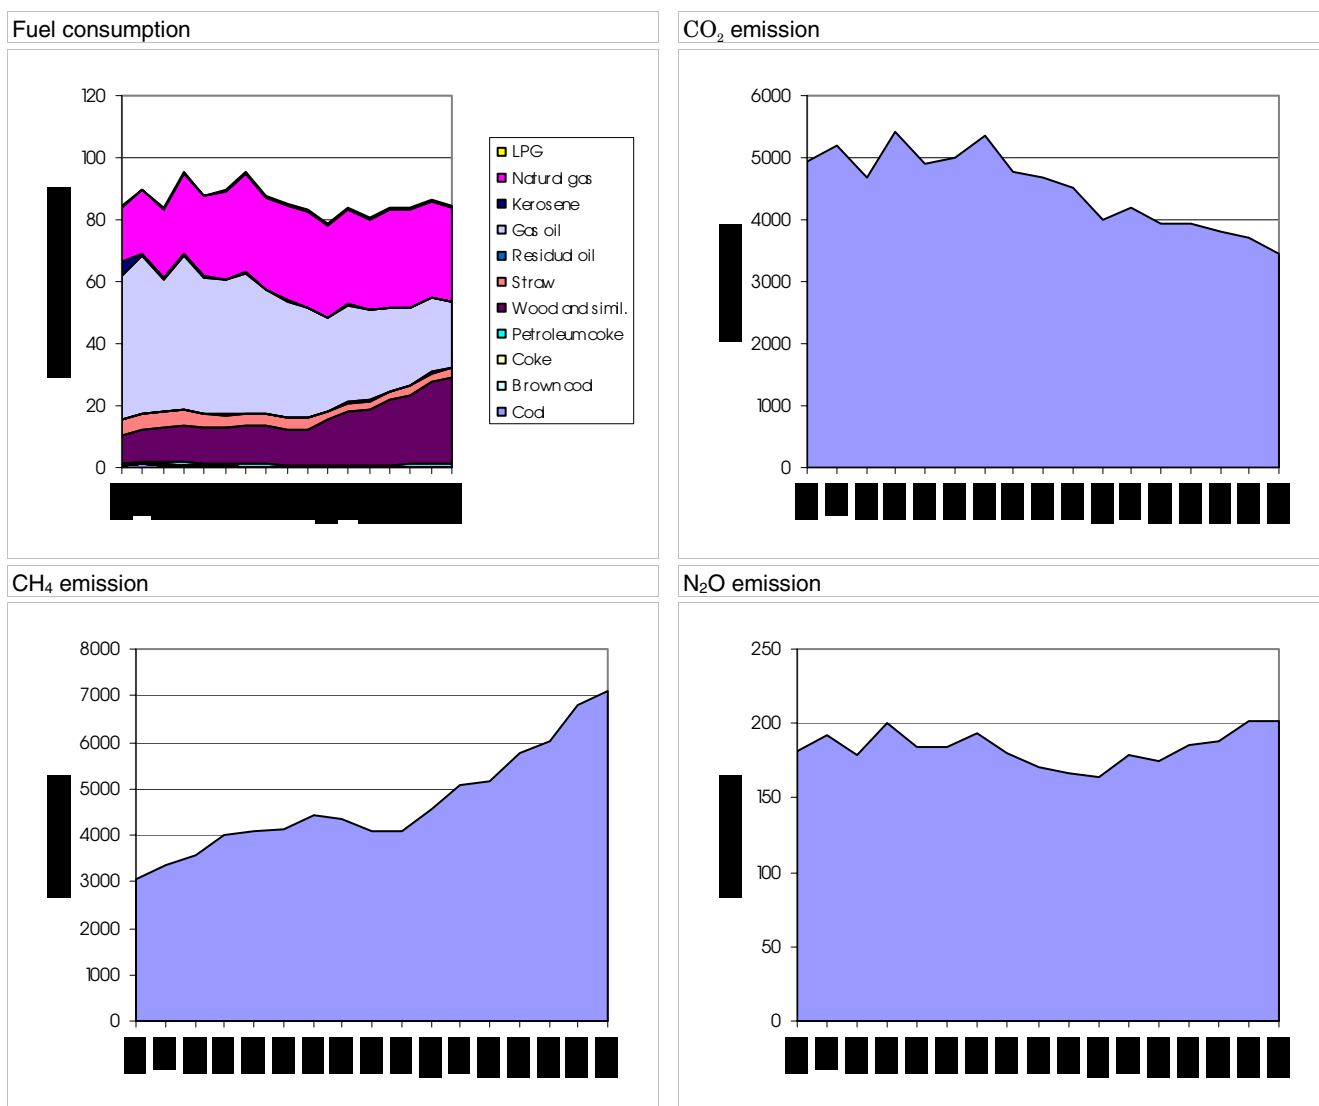 Fuel consumption
CO₂ emission
120
100
80
60
40
20
0
LPG
Natural gas
Kerosene
Gas oil
Residual oil
Straw
Wood and simil.
Petroleum coke
Coke
Brown coal
Coal
6000
5000
4000
3000
2000
1000
0
CH₄ emission
N₂O emission
8000
7000
6000
5000
4000
3000
2000
1000
0
250
200
150
100
50
0